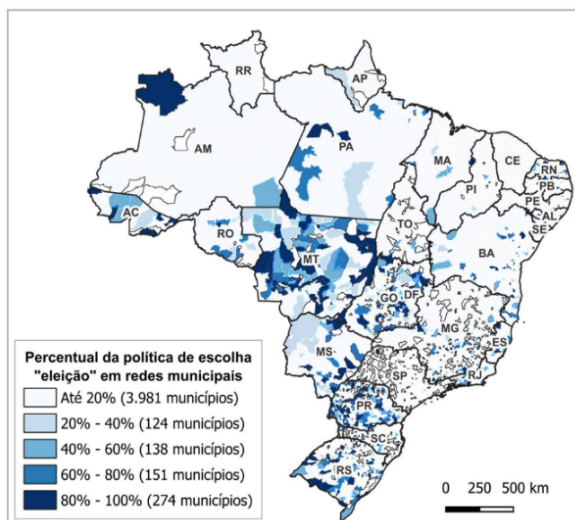 RR
AP
AM
PA
MA
CE
RN
PB
PE
AL
SE
PI
AC
RO
TO
MT
BA
GO
DF
MG
ES
MS
SP
RJ
PR
SC
RS
Percentual da política de escolha
"eleição" em redes municipais
Até 20% (3.981 municípios)
20% - 40% (124 municípios)
40% - 60% (138 municípios)
60% - 80% (151 municípios)
80% - 100% (274 municípios)
0 250 500 km